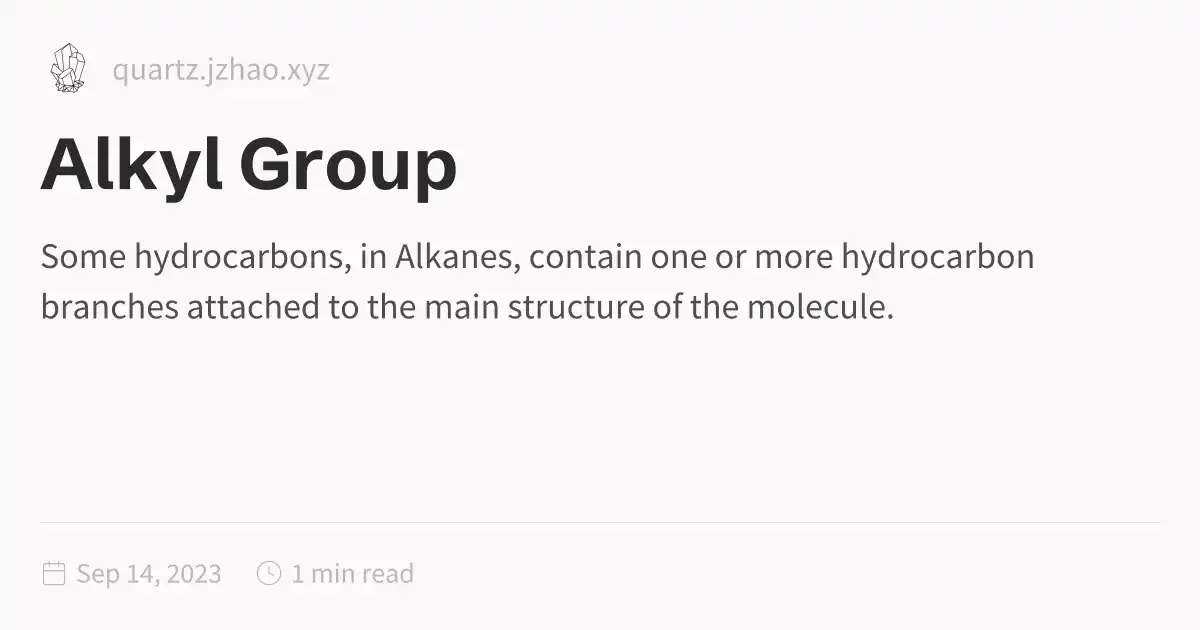 quartz.jzhao.xyz
Alkyl Group
Some hydrocarbons, in Alkanes, contain one or more hydrocarbon
branches attached to the main structure of the molecule.
Sep 14, 2023 1 min read